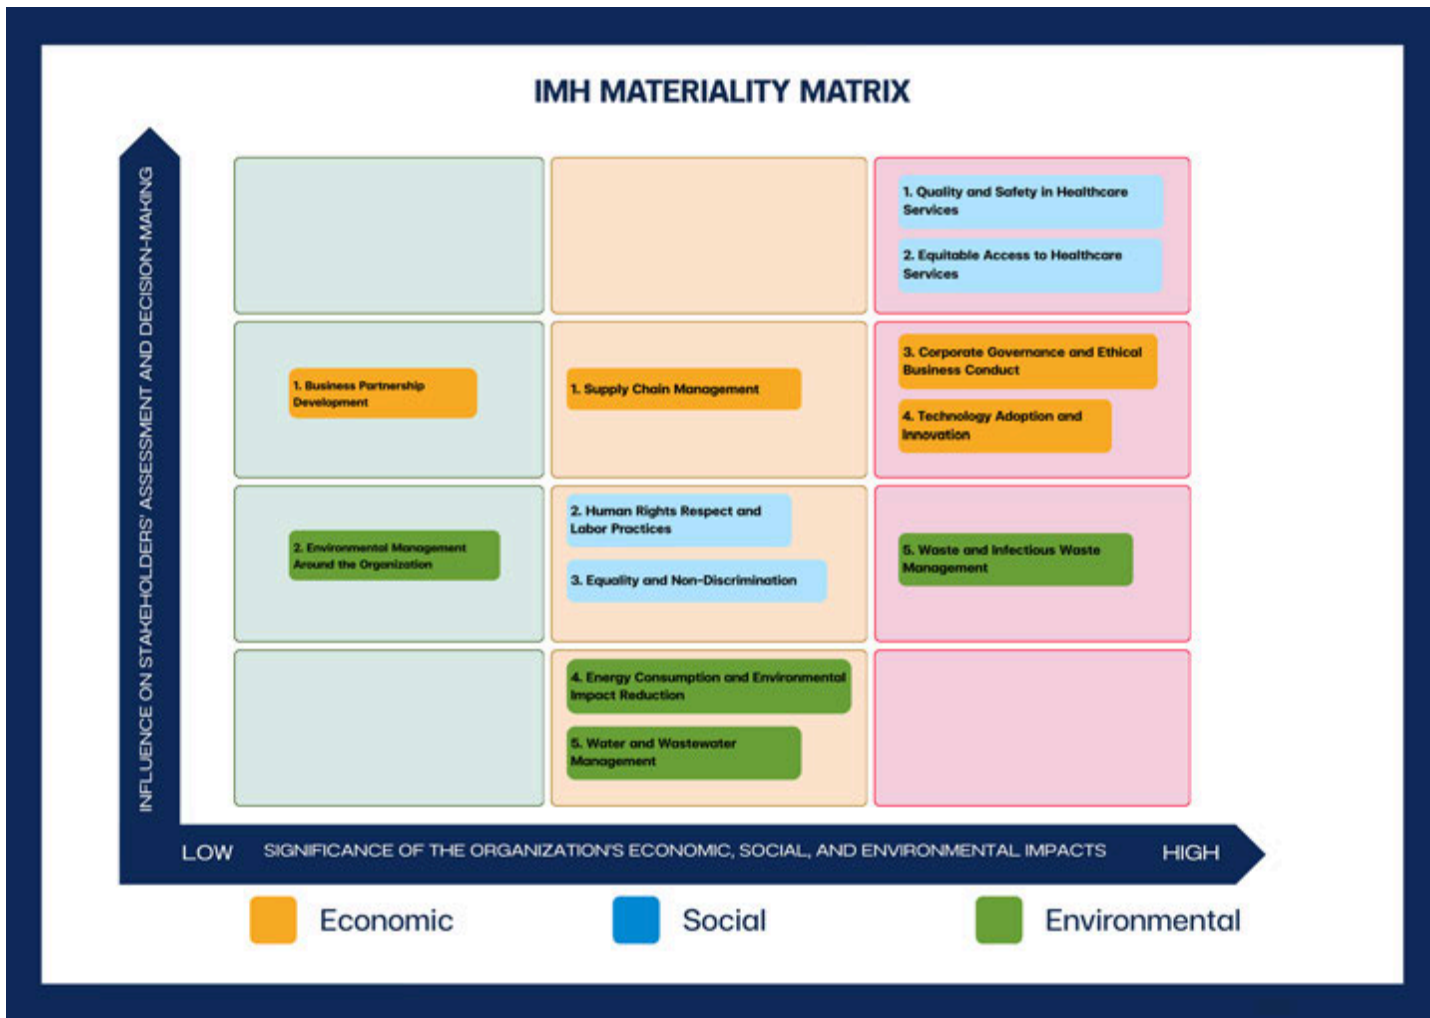 IMH MATERIALITY MATRIX
INFLUENCE ON STAKEHOLDERS' ASSESSMENT AND DECISION-MAKING
1. Quality and Safety in Healthcare
Services
2. Equitable Access to Healthcare
Services
1. Business Partnership
Development
1. Supply Chain Management
3. Corporate Governance and Ethical
Business Conduct
4. Technology Adoption and
Innovation
2. Environmental Management
Around the Organization
2. Human Rights Respect and
Labor Practices
3. Equality and Non-Discrimination
5. Waste and Infectious Waste
Management
4. Energy Consumption and Environmental
Impact Reduction
5. Water and Wastewater
Management
LOW SIGNIFICANCE OF THE ORGANIZATION'S ECONOMIC, SOCIAL, AND ENVIRONMENTAL IMPACTS HIGH
Economic Social Environmental